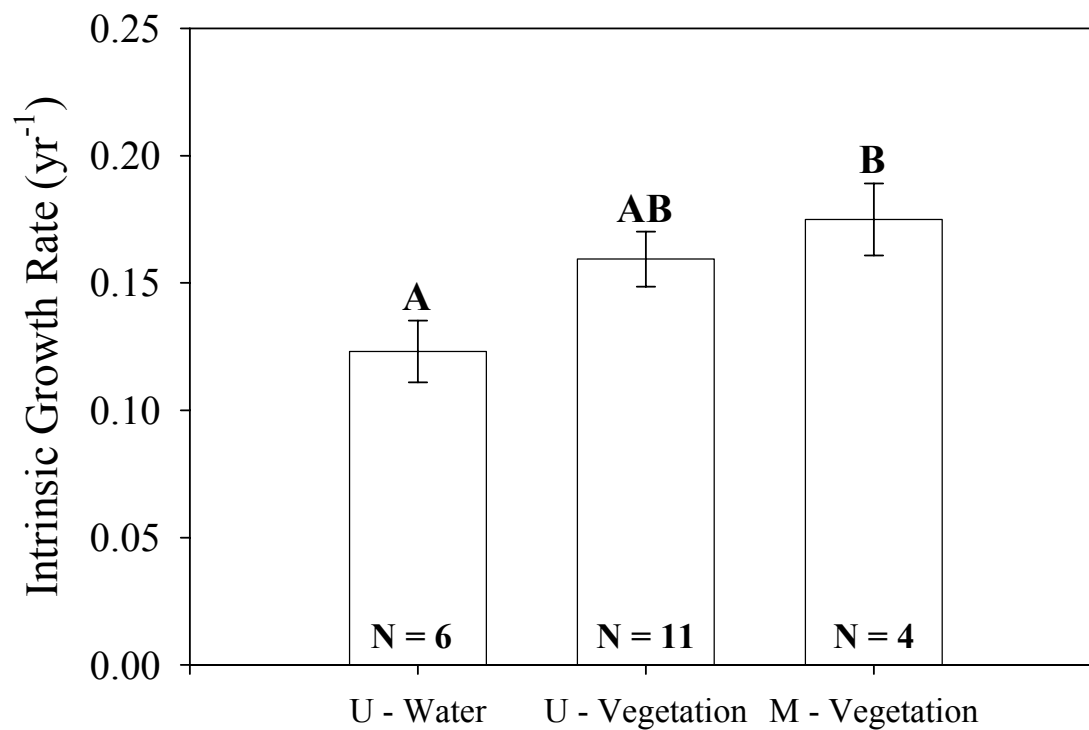 Intrinsic Growth Rate (yr-1)
0.25
0.20
0.15
0.10
0.05
0.00
A
AB
B
N = 6
N = 11
N = 4
U - Water
U - Vegetation
M - Vegetation